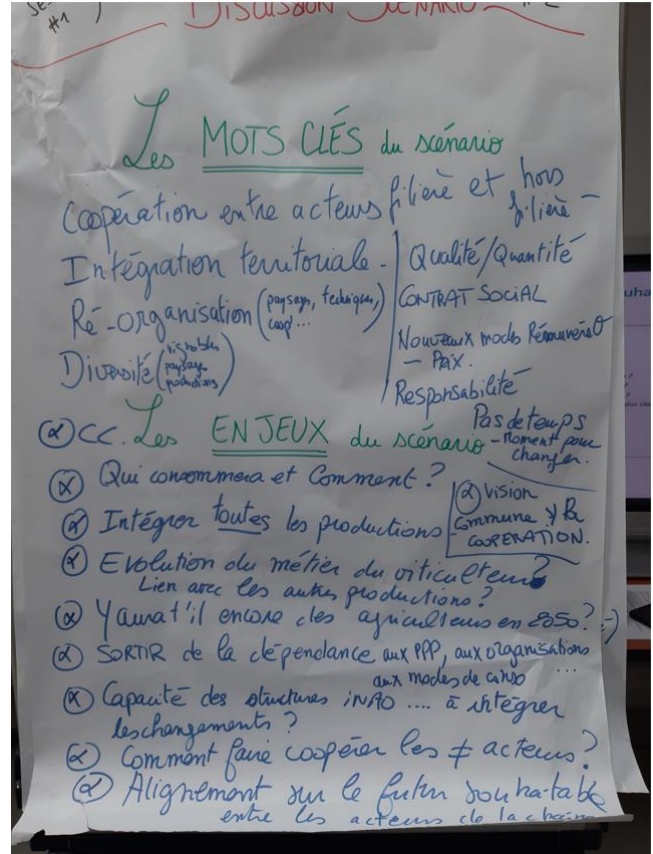 #1
DISCUSSION SCENARIO
Les MOTS CLÉS du scénario
Coopération entre acteurs filière et hors
filière -
Intégration territoriale -
Ré-organisation (paysage, techniques,
coop°...
Diversité (vignobles
paysage
productions)
Qualité/Quantité
CONTRAT SOCIAL
Nouveaux modes Rémunérat°
- PRIX.
Responsabilité
Pas de temps
- Moment pour
changer.
α CC. Les ENJEUX du scénario
α Qui consommera et Comment ?
α Intégrer toutes les productions
α Vision
Commune
COOPERATION.
α Evolution du métier du viticulteur ?
Lien avec les autres productions ?
α Y aurat'il encore des agriculteurs en 2050 ? :-)
α SORTIR de la dépendance aux PPP, aux organisations
aux modes de conso ...
α Capacité des structures INAO .... à intégrer
les changements ?
α Comment faire coopérer les ≠ acteurs ?
α Alignement sur le futur souhaitable
entre les acteurs de la chaine